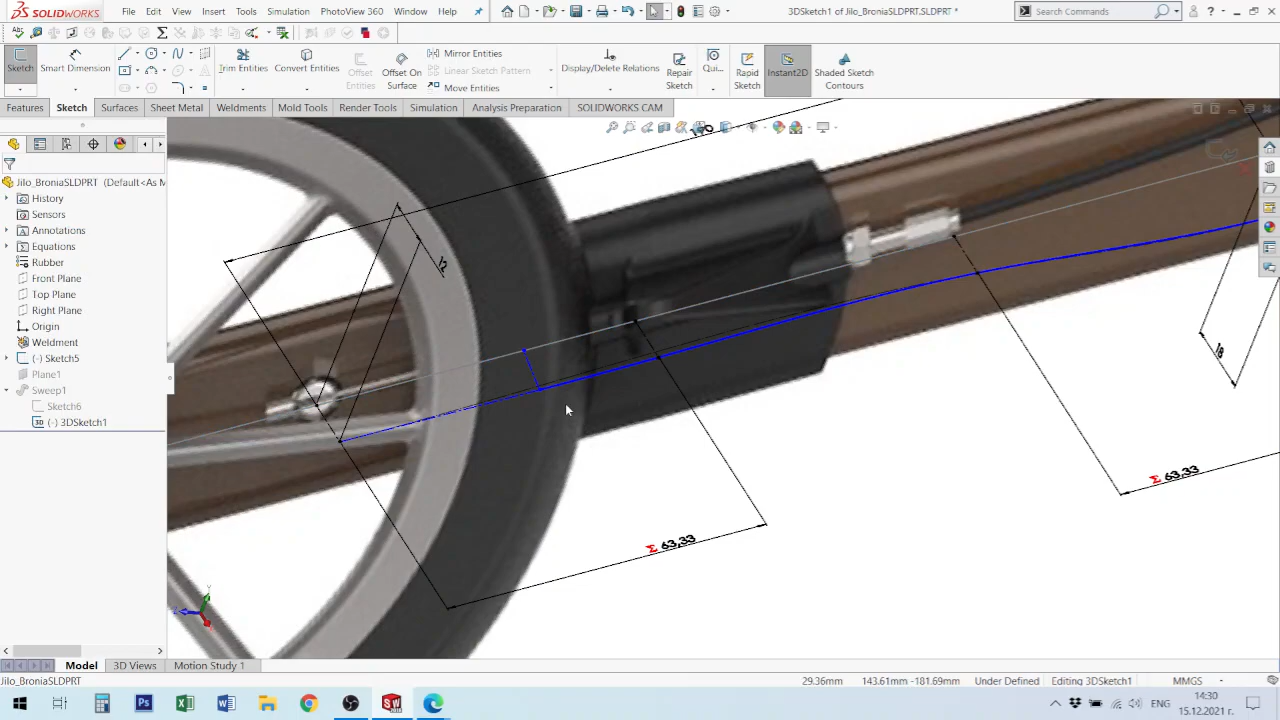 SOLIDWORKS File Edit View Insert Tools Simulation PhotoView 360 Window Help 3DSketch1 of Jilo_BroniaSLDPRT.SLDPRT * Search Commands
Sketch Smart Dimension Trim Entities Convert Entities Offset Entities Offset On Surface Mirror Entities Linear Sketch Pattern Move Entities Display/Delete Relations Repair Sketch Qui... Rapid Sketch Instant2D Shaded Sketch Contours
Features Sketch Surfaces Sheet Metal Weldments Mold Tools Render Tools Simulation Analysis Preparation SOLIDWORKS CAM
Jilo_BroniaSLDPRT (Default<As M
History
Sensors
Annotations
Equations
Rubber
Front Plane
Top Plane
Right Plane
Origin
Weldment
(-) Sketch5
Plane1
Sweep1
Sketch6
3D (-) 3DSketch1
12
18
Σ 63,33
Σ 63,33
Model 3D Views Motion Study 1
Jilo_BroniaSLDPRT 29.36mm 143.61mm -181.69mm Under Defined Editing 3DSketch1 MMGS
ЕНГ 14:30
15.12.2021 г.